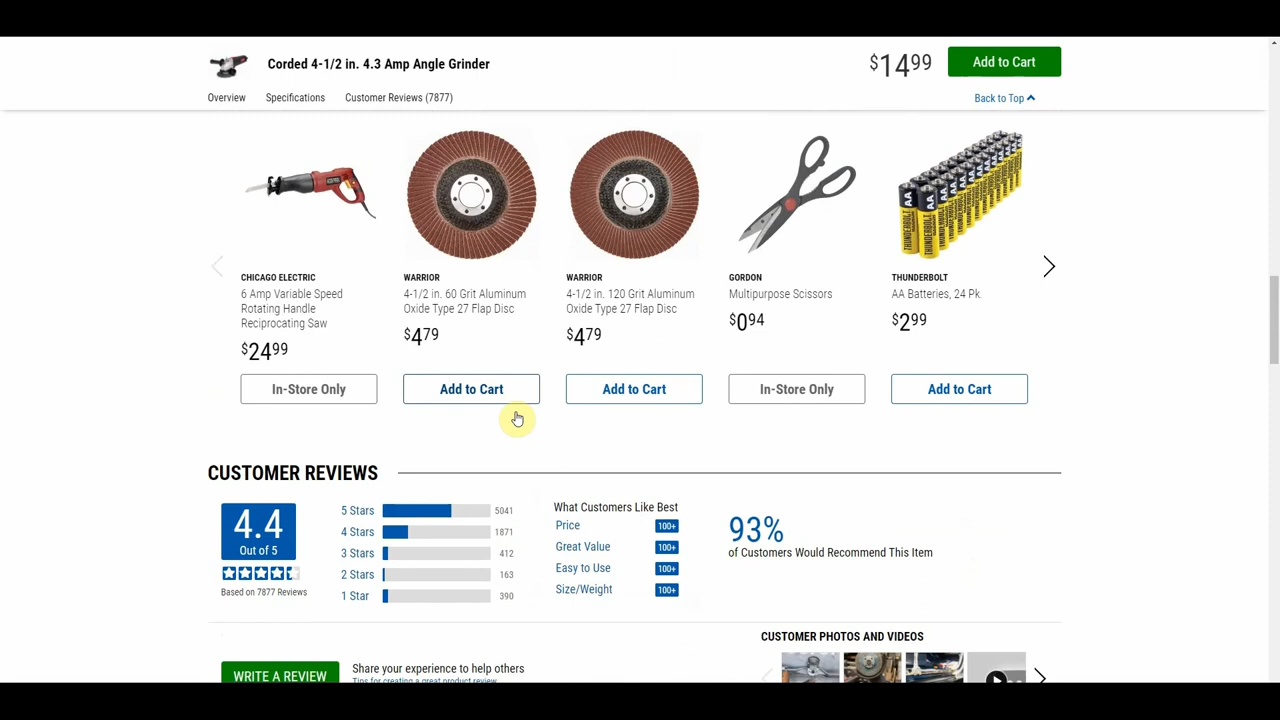 Corded 4-1/2 in. 4.3 Amp Angle Grinder
$14.99
Add to Cart
Overview
Specifications
Customer Reviews (7877)
Back to Top
AA
AA
THUNDERBOLT
THUNDERBOLT
CHICAGO ELECTRIC
6 Amp Variable Speed
Rotating Handle
Reciprocating Saw
$24.99
In-Store Only
WARRIOR
4-1/2 in. 60 Grit Aluminum
Oxide Type 27 Flap Disc
$4.79
Add to Cart
WARRIOR
4-1/2 in. 120 Grit Aluminum
Oxide Type 27 Flap Disc
$4.79
Add to Cart
GORDON
Multipurpose Scissors
$0.94
In-Store Only
THUNDERBOLT
AA Batteries, 24 Pk.
$2.99
Add to Cart
CUSTOMER REVIEWS
4.4
Out of 5
Based on 7877 Reviews
5 Stars 5041
4 Stars 1871
3 Stars 412
2 Stars 163
1 Star 390
What Customers Like Best
Price 100+
Great Value 100+
Easy to Use 100+
Size/Weight 100+
93%
of Customers Would Recommend This Item
CUSTOMER PHOTOS AND VIDEOS
WRITE A REVIEW
Share your experience to help others
Tips for creating a great product review